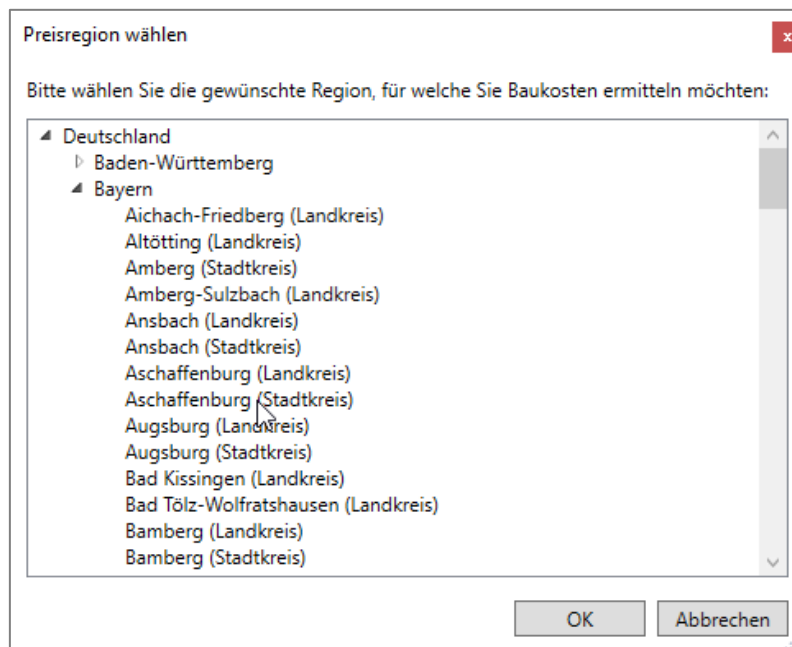 Preisregion wählen
x
Bitte wählen Sie die gewünschte Region, für welche Sie Baukosten ermitteln möchten:
Deutschland
Baden-Württemberg
Bayern
Aichach-Friedberg (Landkreis)
Altötting (Landkreis)
Amberg (Stadtkreis)
Amberg-Sulzbach (Landkreis)
Ansbach (Landkreis)
Ansbach (Stadtkreis)
Aschaffenburg (Landkreis)
Aschaffenburg (Stadtkreis)
Augsburg (Landkreis)
Augsburg (Stadtkreis)
Bad Kissingen (Landkreis)
Bad Tölz-Wolfratshausen (Landkreis)
Bamberg (Landkreis)
Bamberg (Stadtkreis)
OK Abbrechen